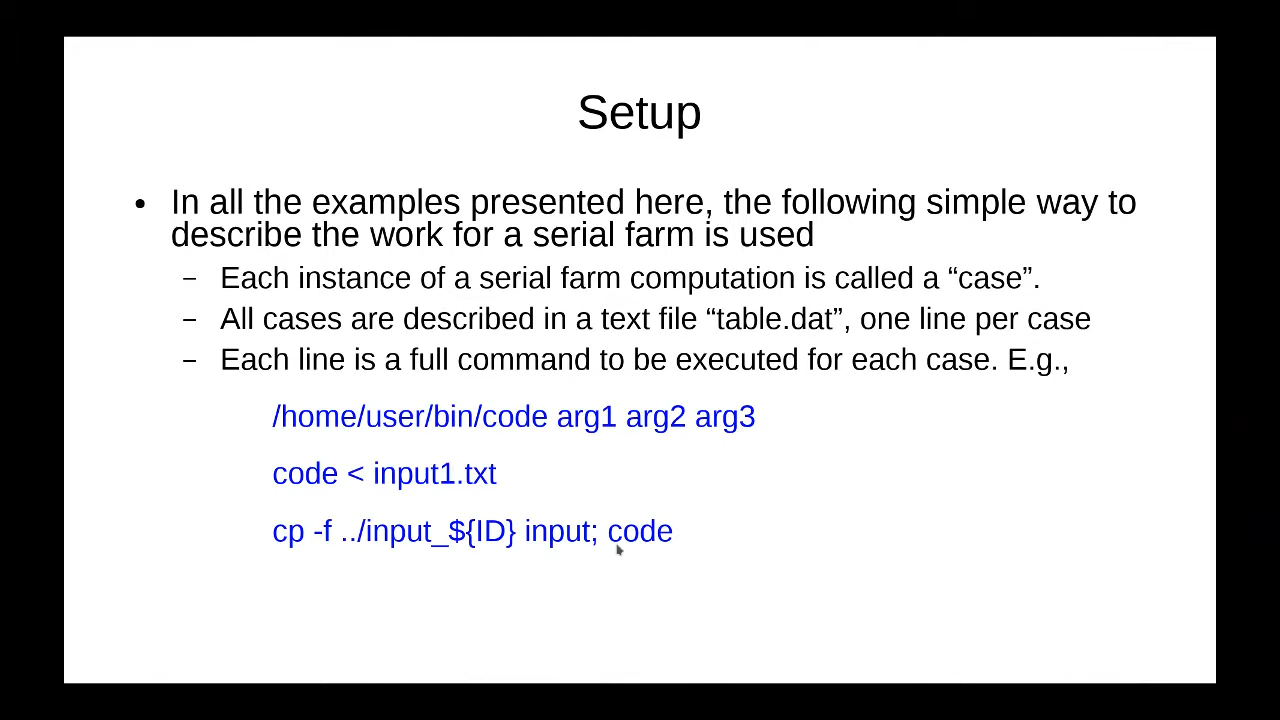 Setup
• In all the examples presented here, the following simple way to
describe the work for a serial farm is used
– Each instance of a serial farm computation is called a “case”.
– All cases are described in a text file “table.dat”, one line per case
– Each line is a full command to be executed for each case. E.g.,
/home/user/bin/code arg1 arg2 arg3
code < input1.txt
cp -f ../input_${ID} input; code